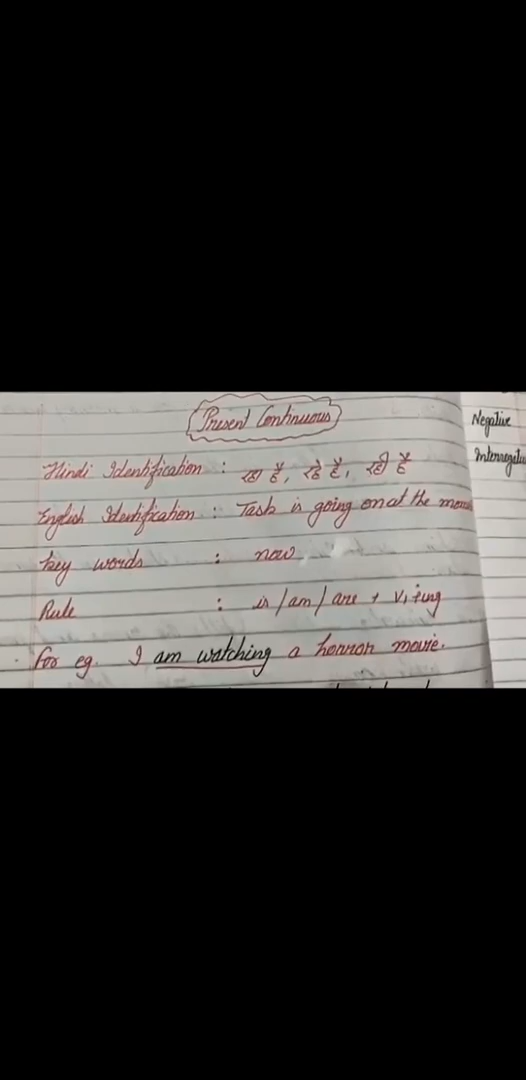 Present Continuous
Negative
Hindi Identification : रहा है, रहे हैं, रही है
English Identification : Task is going on at the
key words : now
Rule : is/am/are + V1 + ing
for eg. I am watching a horror movie.